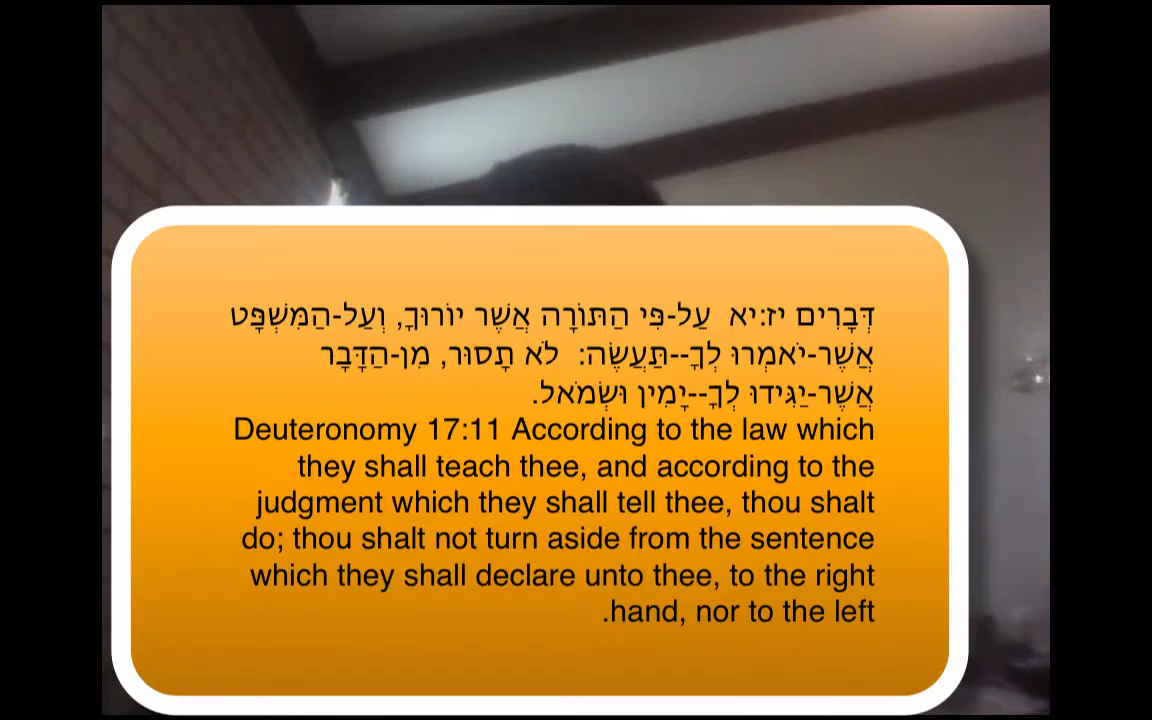 דְּבָרִים יז:יא  עַל-פִּי הַתּוֹרָה אֲשֶׁר יוֹרוּךָ, וְעַל-הַמִּשְׁפָּט
אֲשֶׁר-יֹאמְרוּ לְךָ--תַּעֲשֶׂה:  לֹא תָסוּר, מִן-הַדָּבָר
אֲשֶׁר-יַגִּידוּ לְךָ--יָמִין וּשְׂמֹאל.
Deuteronomy 17:11 According to the law which
they shall teach thee, and according to the
judgment which they shall tell thee, thou shalt
do; thou shalt not turn aside from the sentence
which they shall declare unto thee, to the right
.hand, nor to the left